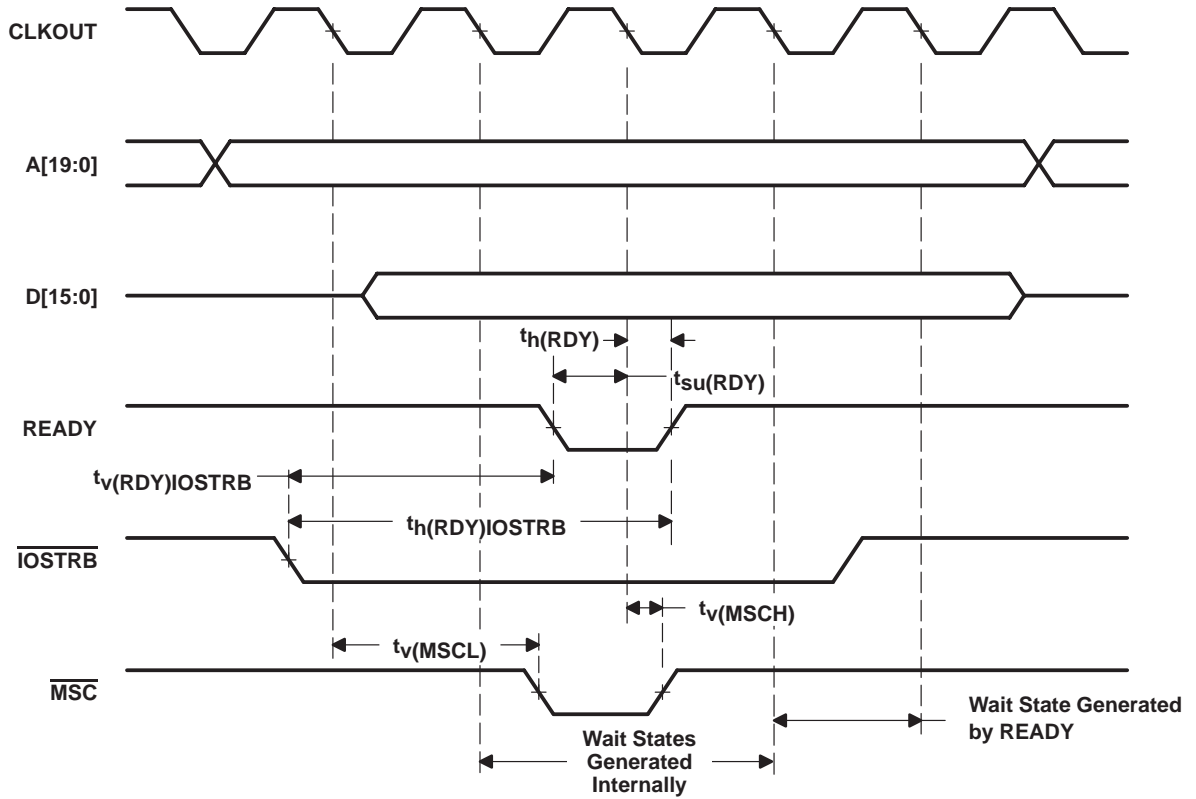 CLKOUT
A[19:0]
D[15:0]
th(RDY)
tsu(RDY)
READY
tv(RDY)IOSTRB
th(RDY)IOSTRB
IOSTRB
tv(MSCH)
tv(MSCL)
MSC
Wait State Generated
by READY
Wait States
Generated
Internally